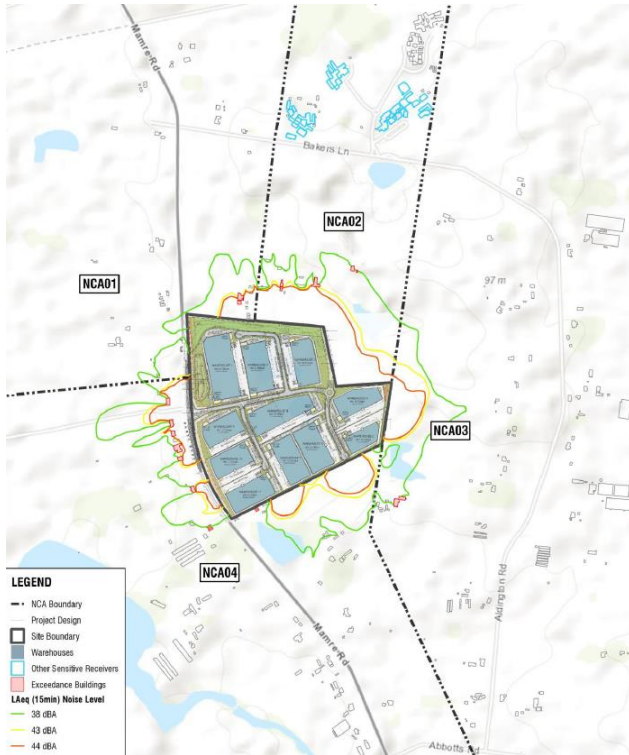 Mamre Rd
Bakers Ln
NCA02
NCA01
97 m
NCA03
NCA04
Aldington Rd
Mamre Rd
Abbotts Rd
LEGEND
NCA Boundary
Project Design
Site Boundary
Warehouses
Other Sensitive Receivers
Exceedance Buildings
LAeq (15min) Noise Level
38 dBA
43 dBA
44 dBA